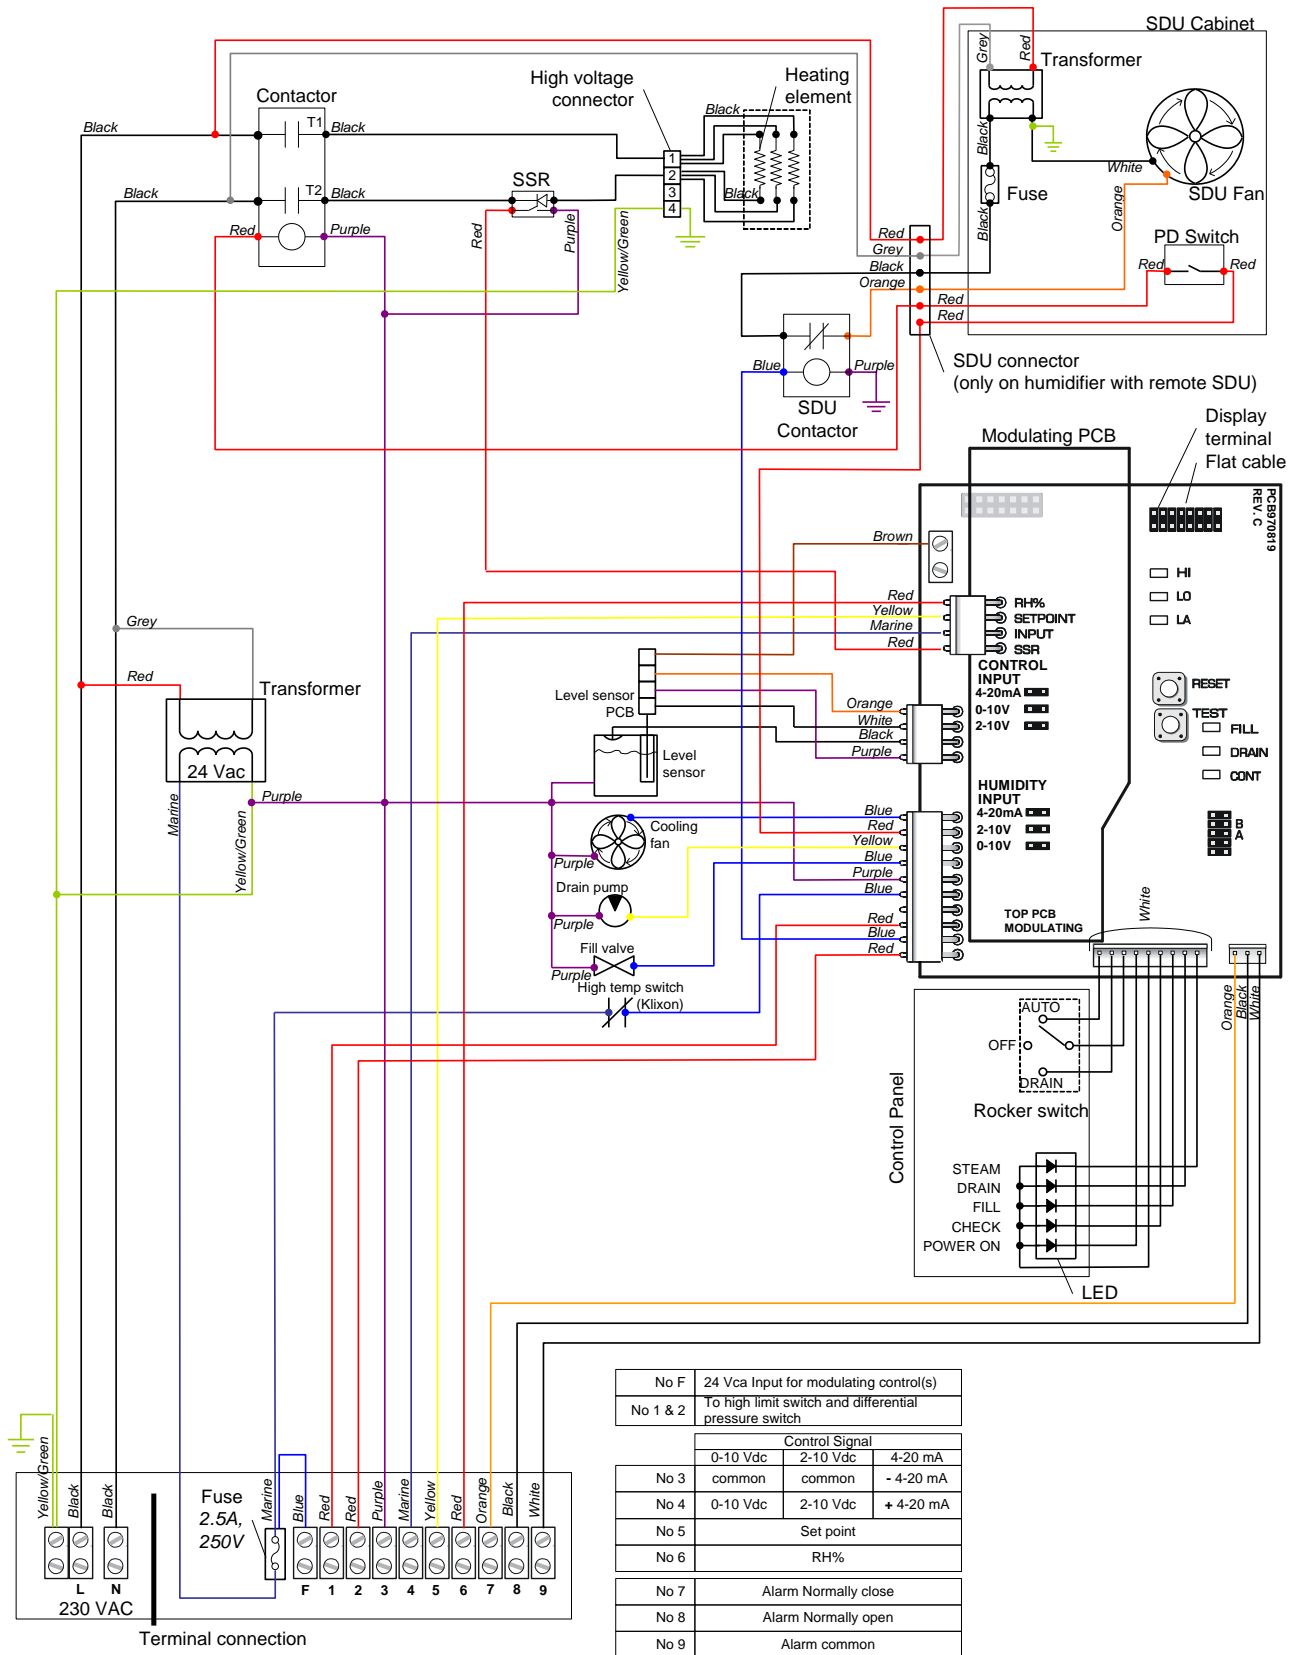 SDU Cabinet
Grey
Red
Transformer
Black
White
SDU Fan
Fuse
Black
Orange
PD Switch
Red
Red
High voltage
connector
Heating
element
Contactor
Black
T1
Black
Black
T2
Black
Red
Purple
SSR
Red
Purple
Yellow/Green
1
2
3
4
Black
Black
Red
Grey
Black
Orange
Red
Red
SDU connector
(only on humidifier with remote SDU)
Blue
Purple
SDU
Contactor
Display
terminal
Flat cable
Modulating PCB
PCB970819
REV. C
Brown
HI
LO
LA
Red
Yellow
Marine
Red
RH%
SETPOINT
INPUT
SSR
CONTROL
INPUT
4-20mA
0-10V
2-10V
RESET
TEST
FILL
DRAIN
CONT
Grey
Red
Transformer
24 Vac
Marine
Yellow/Green
Purple
Level sensor
PCB
Level
sensor
Orange
White
Black
Purple
HUMIDITY
INPUT
4-20mA
2-10V
0-10V
B
A
Cooling
fan
Purple
Drain pump
Purple
Fill valve
Purple
High temp switch
(Klixon)
Blue
Red
Yellow
Blue
Purple
Blue
Red
Blue
Red
TOP PCB
MODULATING
White
Orange
Black
White
Control Panel
AUTO
OFF
DRAIN
Rocker switch
STEAM
DRAIN
FILL
CHECK
POWER ON
LED
No F 24 Vca Input for modulating control(s)
No 1 & 2 To high limit switch and differential
pressure switch
Control Signal
0-10 Vdc 2-10 Vdc 4-20 mA
No 3 common common - 4-20 mA
No 4 0-10 Vdc 2-10 Vdc + 4-20 mA
No 5 Set point
No 6 RH%
No 7 Alarm Normally close
No 8 Alarm Normally open
No 9 Alarm common
Yellow/Green
Black
Black
Fuse
2.5A,
250V
Marine
Blue
Red
Red
Purple
Marine
Yellow
Red
Orange
Black
White
L N F 1 2 3 4 5 6 7 8 9
230 VAC
Terminal connection